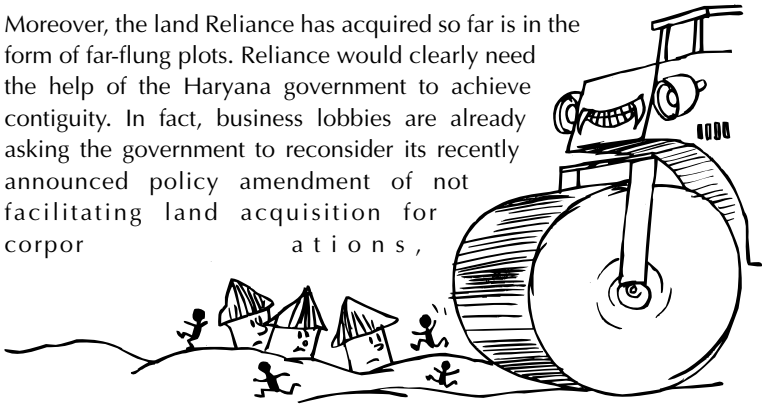 Moreover, the land Reliance has acquired so far is in the
form of far-flung plots. Reliance would clearly need
the help of the Haryana government to achieve
contiguity. In fact, business lobbies are already
asking the government to reconsider its recently
announced policy amendment of not
facilitating land acquisition for
corpor ations,